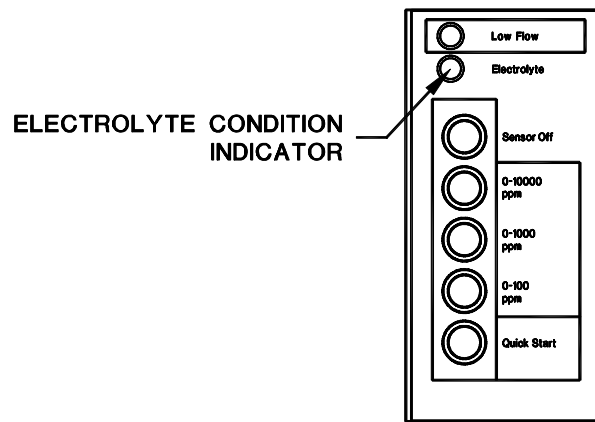 Low Flow
Electrolyte
ELECTROLYTE CONDITION
INDICATOR
Sensor Off
0-10000
ppm
0-1000
ppm
0-100
ppm
Quick Start